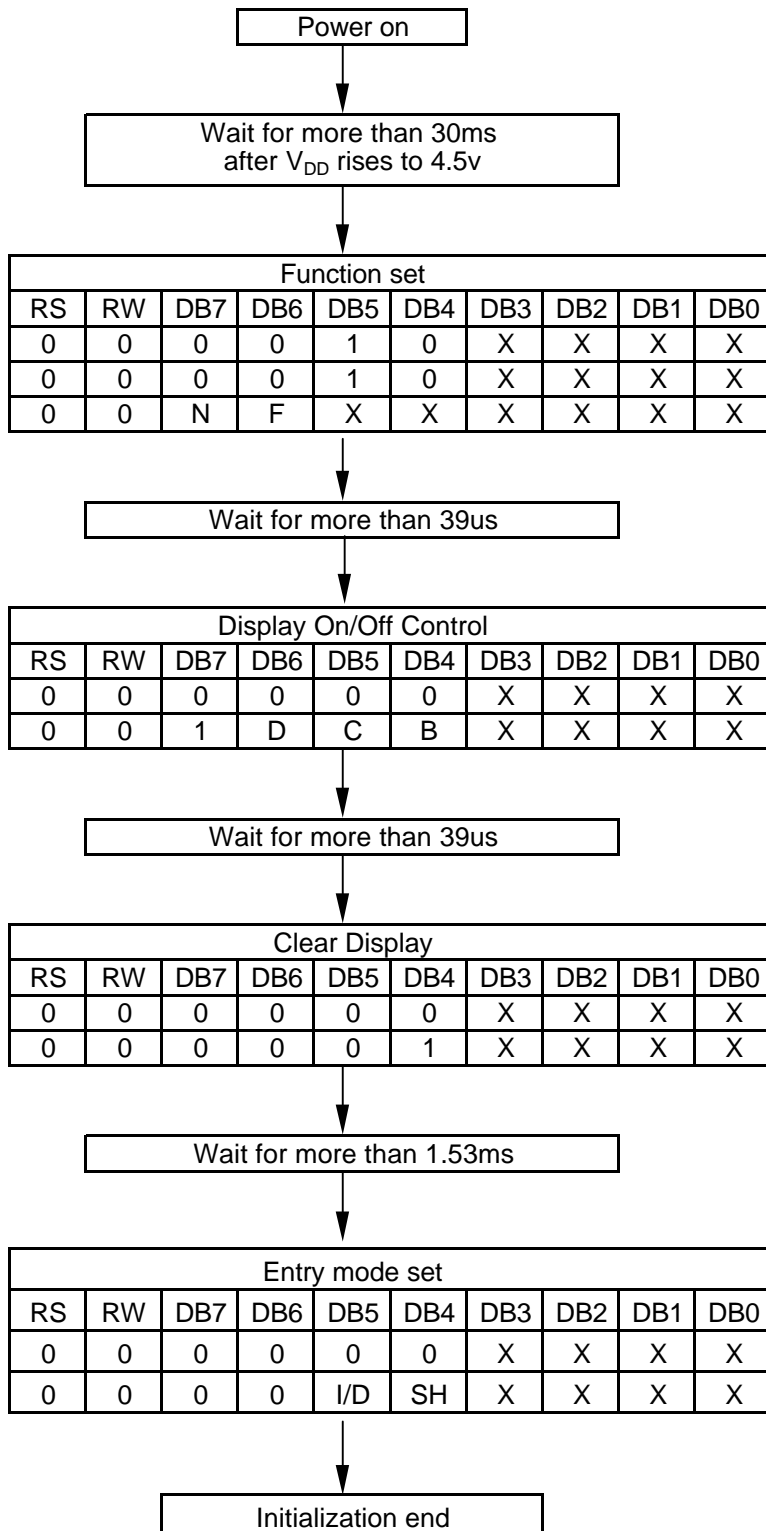 Power on
Wait for more than 30ms
after VDD rises to 4.5v
Function set
RS RW DB7 DB6 DB5 DB4 DB3 DB2 DB1 DB0
0 0 0 0 1 0 X X X X
0 0 0 0 1 0 X X X X
0 0 N F X X X X X X
Wait for more than 39us
Display On/Off Control
RS RW DB7 DB6 DB5 DB4 DB3 DB2 DB1 DB0
0 0 0 0 0 0 X X X X
0 0 1 D C B X X X X
Wait for more than 39us
Clear Display
RS RW DB7 DB6 DB5 DB4 DB3 DB2 DB1 DB0
0 0 0 0 0 0 X X X X
0 0 0 0 0 1 X X X X
Wait for more than 1.53ms
Entry mode set
RS RW DB7 DB6 DB5 DB4 DB3 DB2 DB1 DB0
0 0 0 0 0 0 X X X X
0 0 0 0 I/D SH X X X X
Initialization end